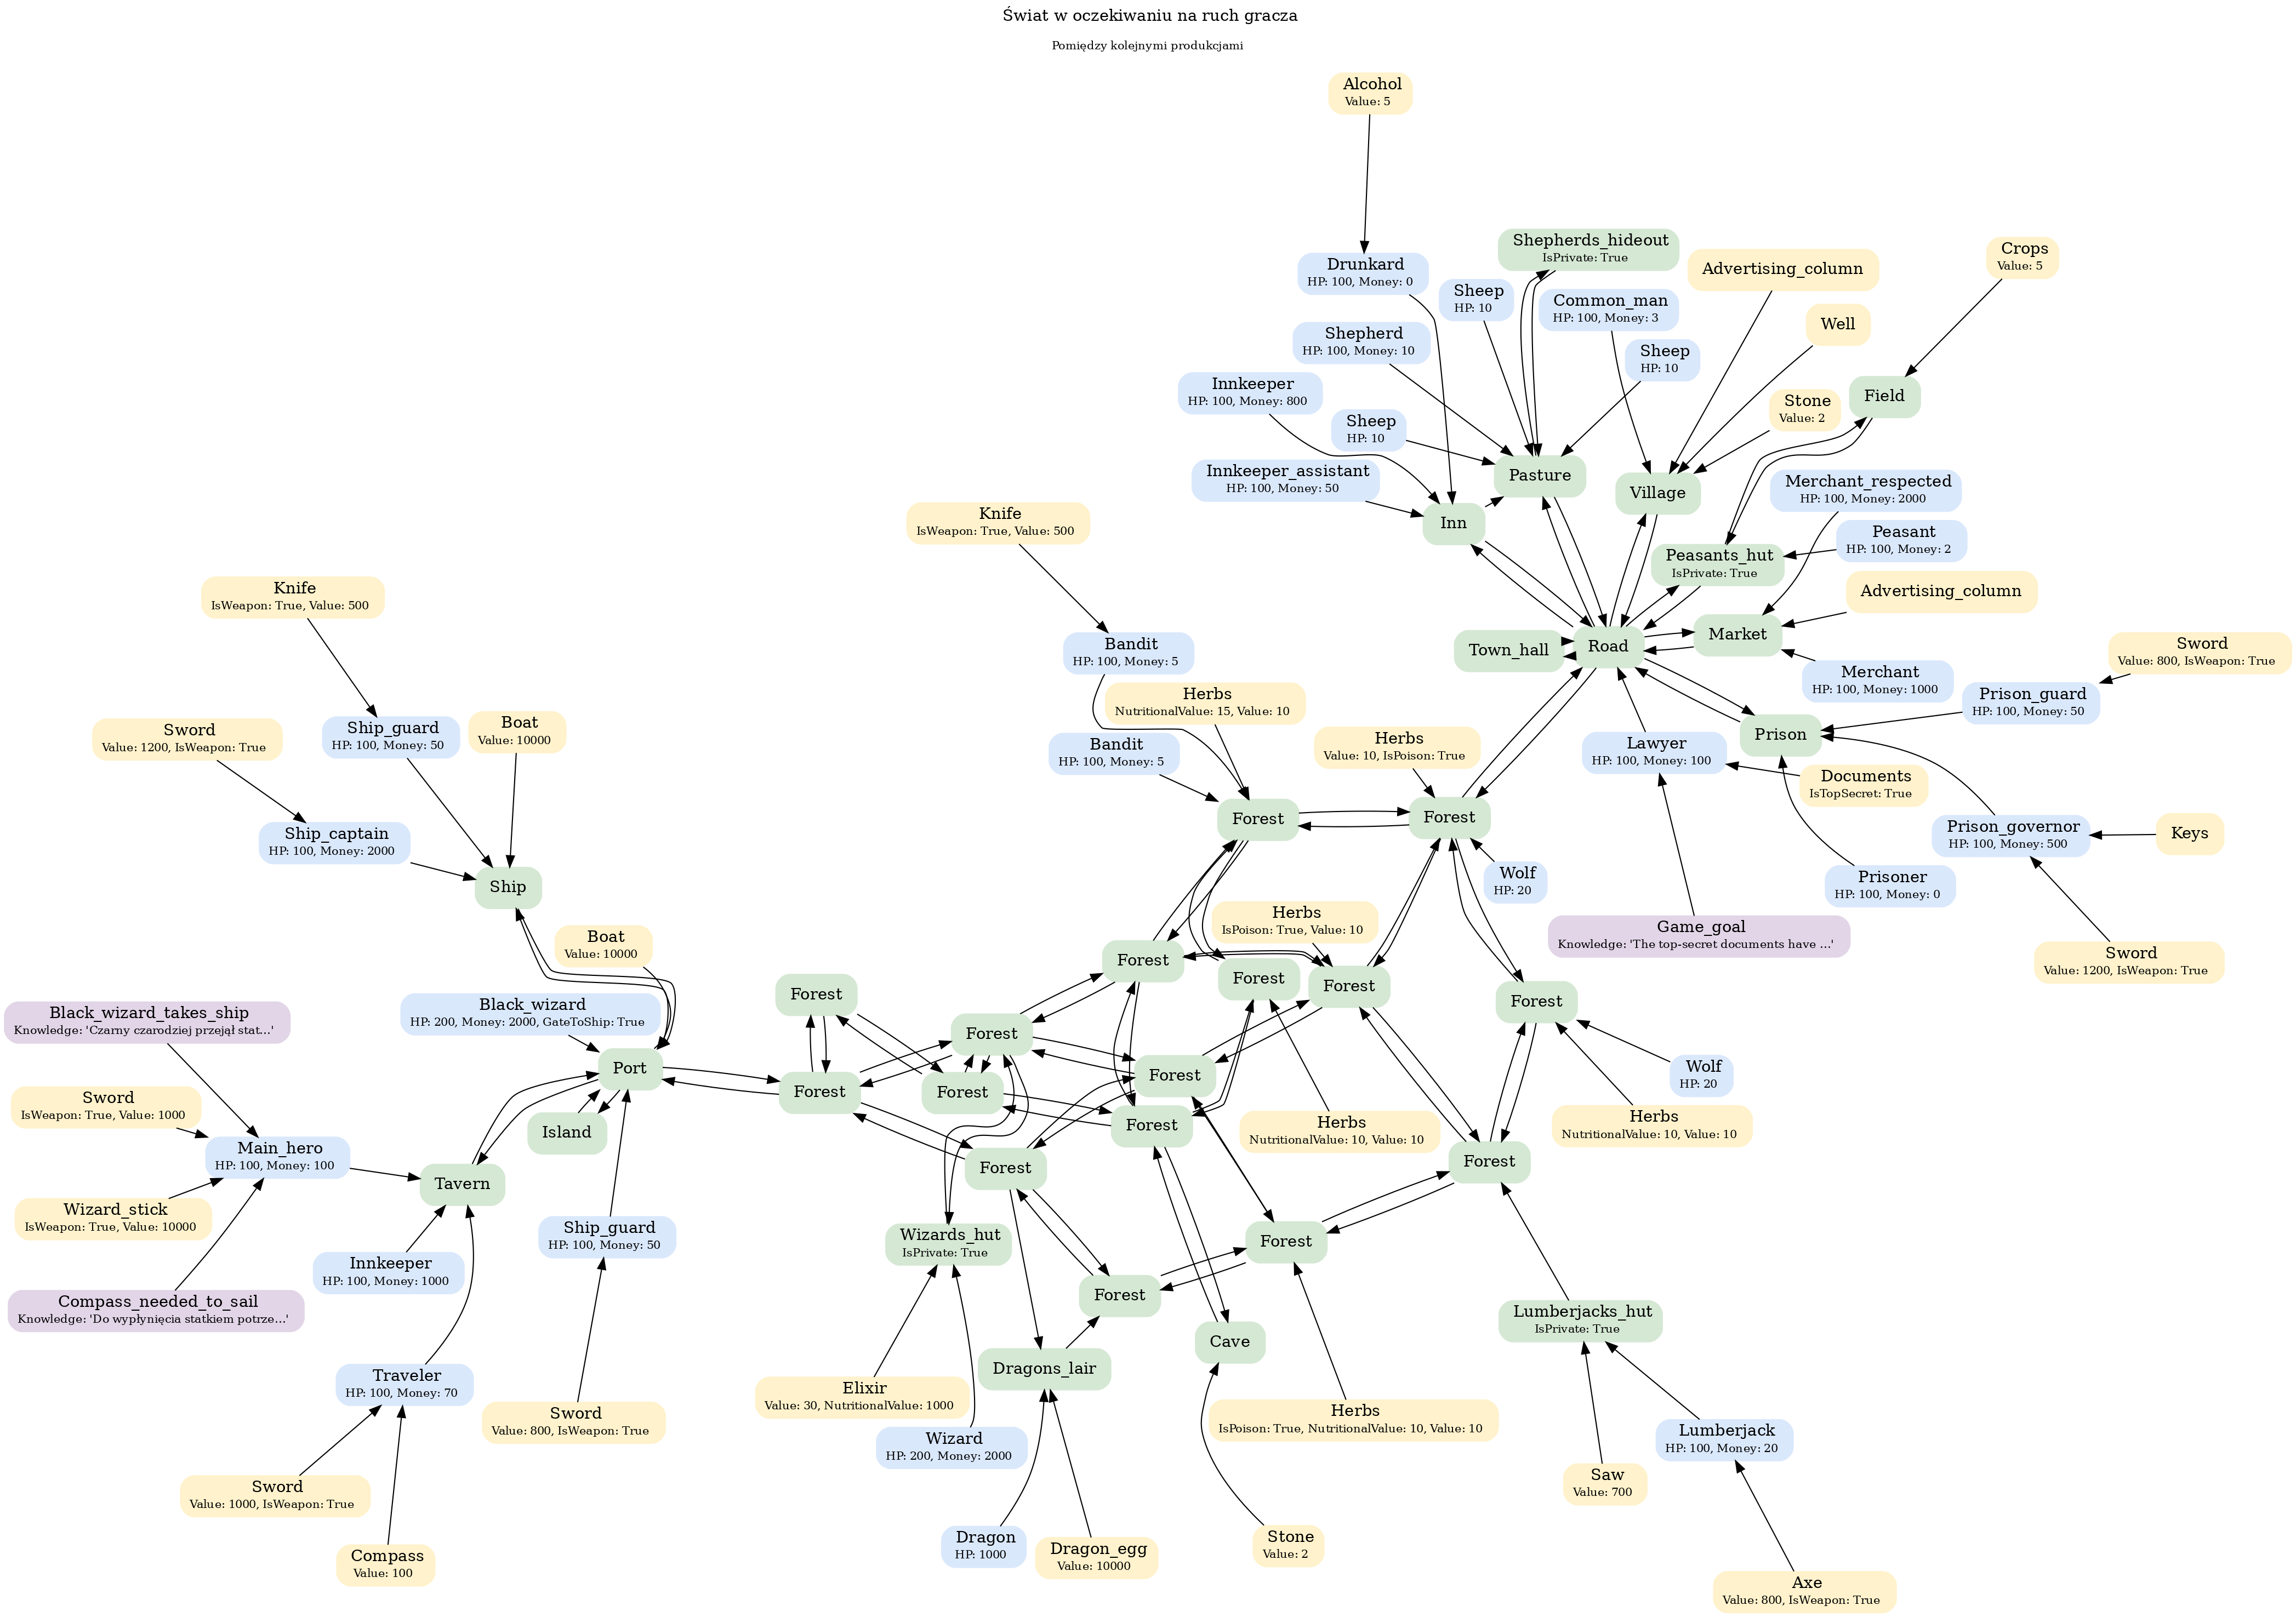 Świat w oczekiwaniu na ruch gracza
Pomiędzy kolejnymi produkcjami
Alcohol
Value: 5
Shepherds_hideout
IsPrivate: True
Crops
Value: 5
Drunkard
HP: 100, Money: 0
Advertising_column
Sheep
HP: 10
Common_man
HP: 100, Money: 3
Well
Shepherd
HP: 100, Money: 10
Sheep
HP: 10
Innkeeper
HP: 100, Money: 800
Field
Stone
Value: 2
Sheep
HP: 10
Innkeeper_assistant
HP: 100, Money: 50
Pasture
Village
Merchant_respected
HP: 100, Money: 2000
Knife
IsWeapon: True, Value: 500
Inn
Peasant
HP: 100, Money: 2
Peasants_hut
IsPrivate: True
Knife
IsWeapon: True, Value: 500
Advertising_column
Bandit
HP: 100, Money: 5
Market
Road
Town_hall
Sword
Value: 800, IsWeapon: True
Merchant
HP: 100, Money: 1000
Prison_guard
HP: 100, Money: 50
Herbs
NutritionalValue: 15, Value: 10
Sword
Value: 1200, IsWeapon: True
Ship_guard
HP: 100, Money: 50
Boat
Value: 10000
Bandit
HP: 100, Money: 5
Herbs
Value: 10, IsPoison: True
Lawyer
HP: 100, Money: 100
Prison
Documents
IsTopSecret: True
Forest
Forest
Ship_captain
HP: 100, Money: 2000
Prison_governor
HP: 100, Money: 500
Keys
Ship
Wolf
HP: 20
Prisoner
HP: 100, Money: 0
Herbs
IsPoison: True, Value: 10
Game_goal
Knowledge: 'The top-secret documents have ...'
Boat
Value: 10000
Forest
Sword
Value: 1200, IsWeapon: True
Forest
Forest
Forest
Forest
Black_wizard_takes_ship
Knowledge: 'Czarny czarodziej przejął stat...'
Black_wizard
HP: 200, Money: 2000, GateToShip: True
Forest
Port
Forest
Wolf
HP: 20
Forest
Forest
Sword
IsWeapon: True, Value: 1000
Island
Forest
Herbs
NutritionalValue: 10, Value: 10
Herbs
NutritionalValue: 10, Value: 10
Main_hero
HP: 100, Money: 100
Tavern
Forest
Forest
Wizard_stick
IsWeapon: True, Value: 10000
Ship_guard
HP: 100, Money: 50
Wizards_hut
IsPrivate: True
Forest
Innkeeper
HP: 100, Money: 1000
Forest
Compass_needed_to_sail
Knowledge: 'Do wypłynięcia statkiem potrze...'
Lumberjacks_hut
IsPrivate: True
Cave
Dragons_lair
Traveler
HP: 100, Money: 70
Elixir
Value: 30, NutritionalValue: 1000
Sword
Value: 800, IsWeapon: True
Herbs
IsPoison: True, NutritionalValue: 10, Value: 10
Wizard
HP: 200, Money: 2000
Lumberjack
HP: 100, Money: 20
Saw
Value: 700
Sword
Value: 1000, IsWeapon: True
Dragon
HP: 1000
Stone
Value: 2
Dragon_egg
Value: 10000
Compass
Value: 100
Axe
Value: 800, IsWeapon: True